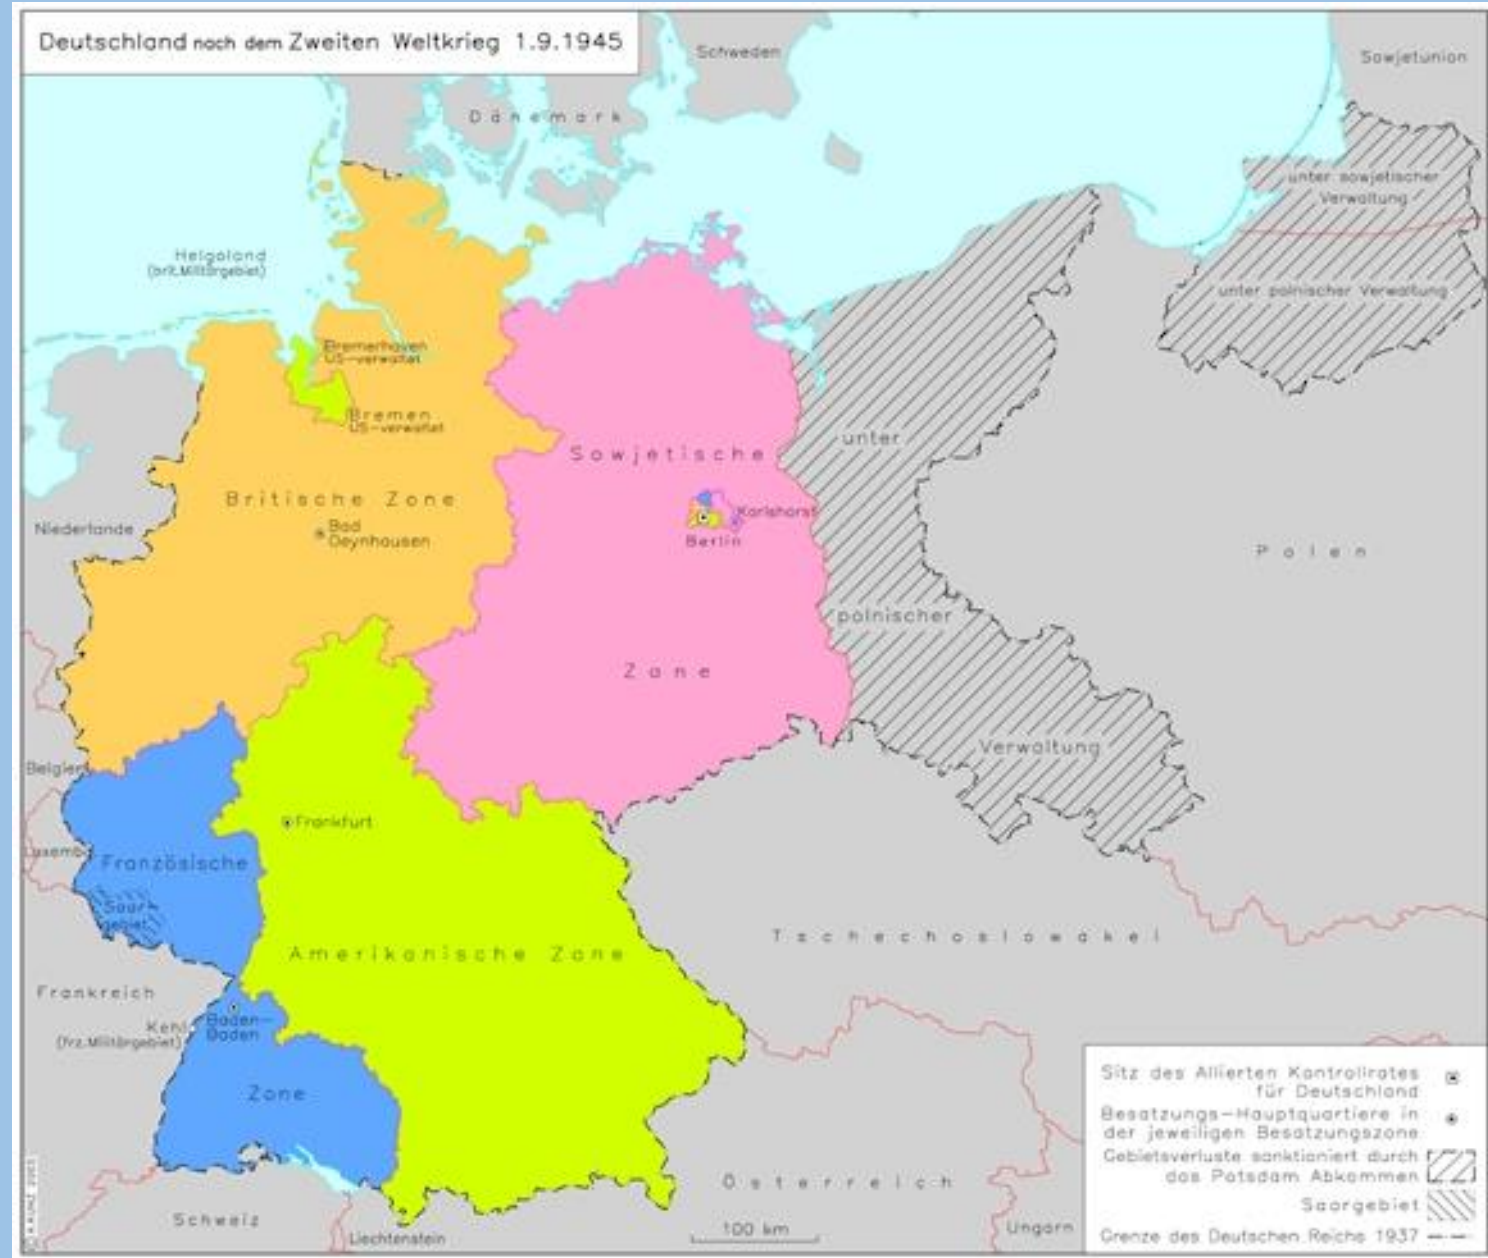 Deutschland nach dem Zweiten Weltkrieg 1.9.1945
Schweden
Sowjetunion
Dänemark
unter sowjetischer
Verwaltung
Helgoland
(brit.Militärgebiet)
unter polnischer Verwaltung
Bremerhaven
US-verwaltet
Bremen
US-verwaltet
unter
Sowjetische
Britische Zone
Karlshorst
Niederlande
Bad
Oeynhausen
Berlin
Polen
polnischer
Zone
Verwaltung
Belgien
Frankfurt
Luxemb.
Französische
Saar-
gebiet
Tschechoslowakei
Amerikanische Zone
Frankreich
Kehl
(frz.Militärgebiet)
Baden-
Baden
Zone
Österreich
Schweiz
Liechtenstein
100 km
Ungarn
Sitz des Allierten Kontrollrates
für Deutschland
Besatzungs-Hauptquartiere in
der jeweiligen Besatzungszone
Gebietsverluste sanktioniert durch
das Potsdam Abkommen
Saargebiet
Grenze des Deutschen Reichs 1937
© A.KUNZ 2003